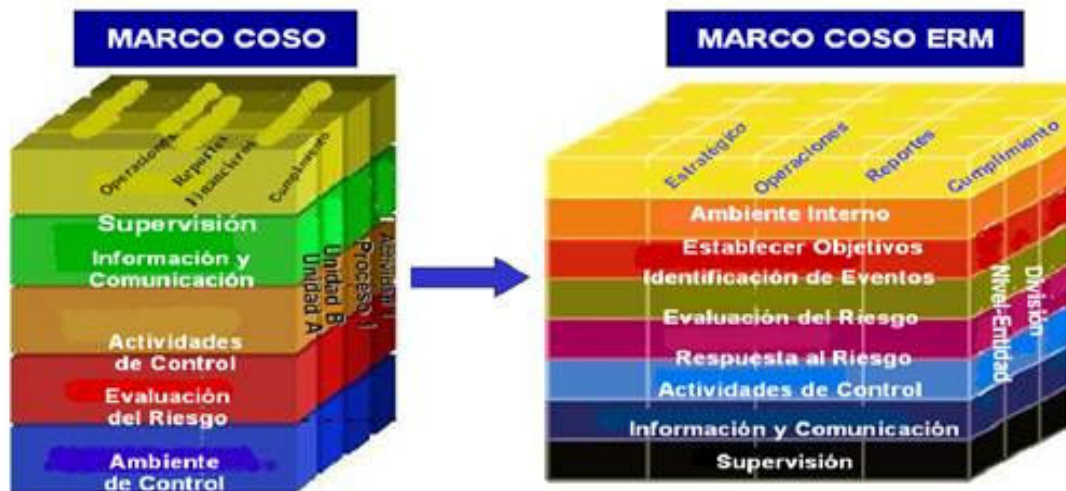 MARCO COSO
Operaciones
Reportes
Financieros
Cumplimiento
Supervisión
Información y
Comunicación
Actividades
de Control
Evaluación
del Riesgo
Ambiente
de Control
Unidad A
Unidad B
Proceso 1
MARCO COSO ERM
Estratégico
Operaciones
Reportes
Cumplimiento
Ambiente Interno
Establecer Objetivos
Identificación de Eventos
Evaluación del Riesgo
Respuesta al Riesgo
Actividades de Control
Información y Comunicación
Supervisión
Nivel-Entidad
División